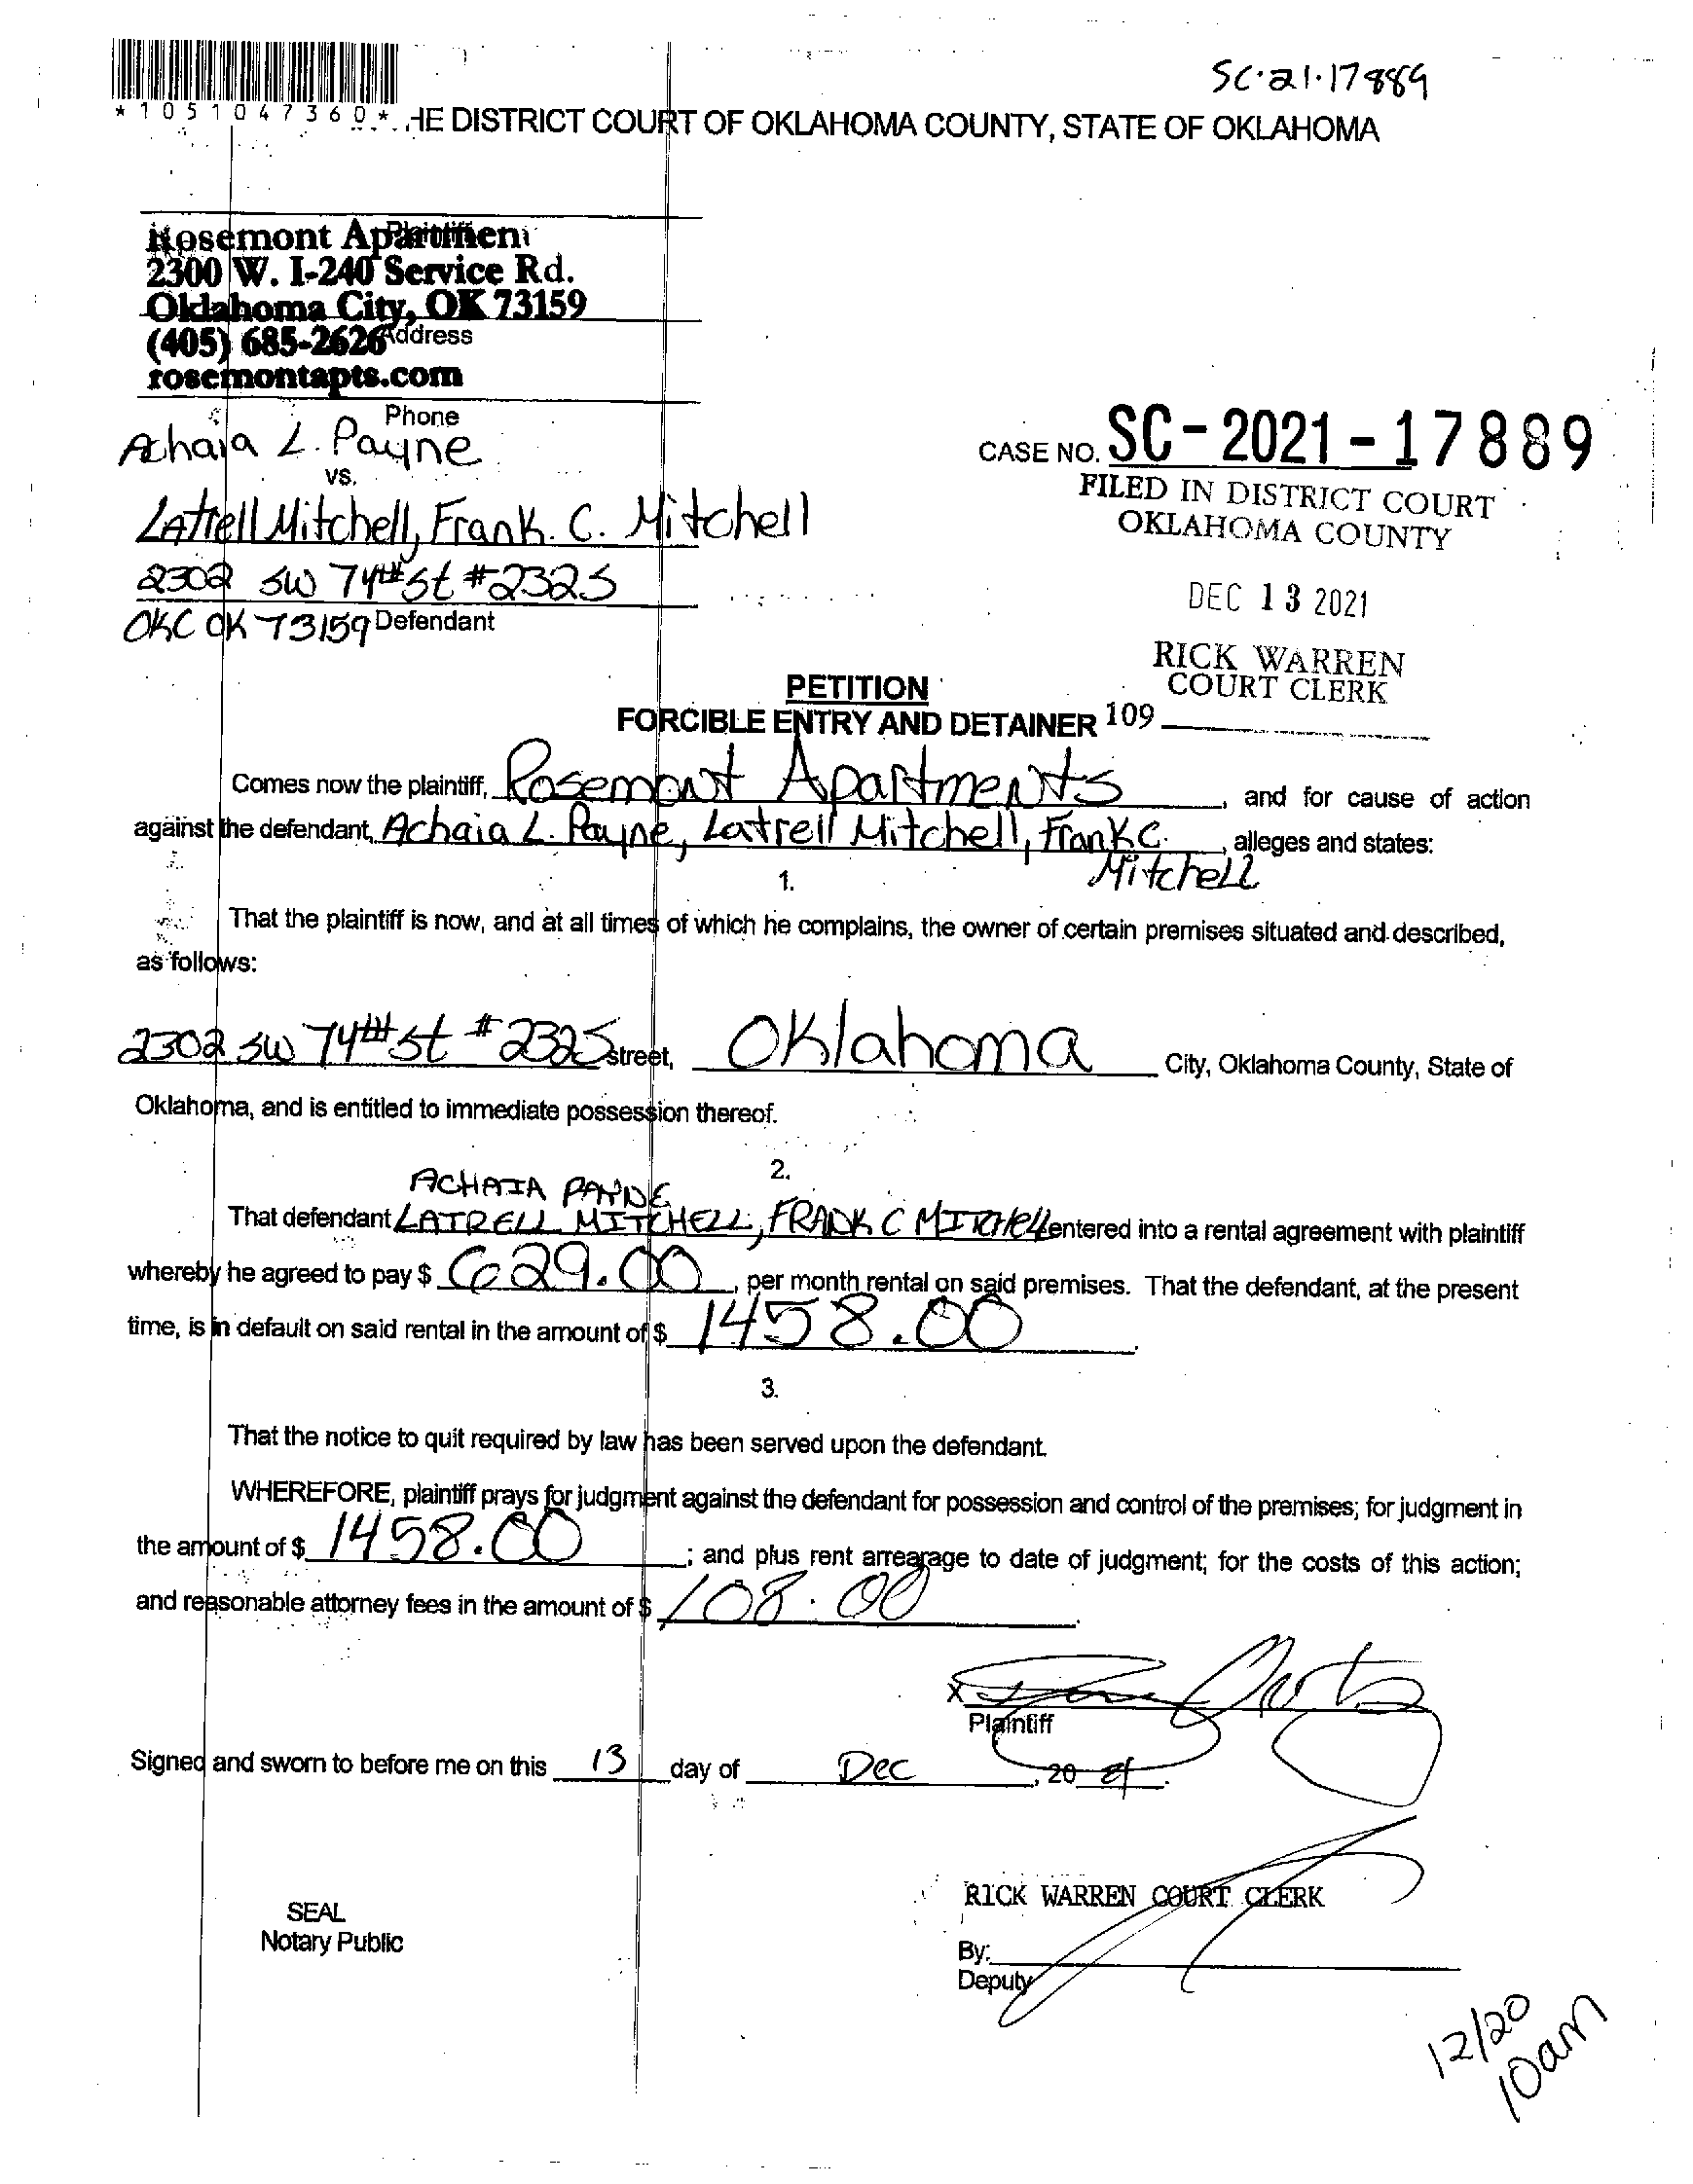 SC-21-17889
*1051047360* HE DISTRICT COURT OF OKLAHOMA COUNTY, STATE OF OKLAHOMA
Plaintiff
Rosemont Apartment
2300 W. I-240 Service Rd.
Oklahoma City, OK 73159
(405) 685-2626 Address
rosemontapts.com
Phone
Achaia L. Payne
vs.
Latrell Mitchell, Frank. C. Mitchell
2302 SW 74th St #2325
OKC OK 73159 Defendant
CASE NO. SC-2021-17889
FILED IN DISTRICT COURT
OKLAHOMA COUNTY
DEC 13 2021
RICK WARREN
COURT CLERK
109
PETITION
FORCIBLE ENTRY AND DETAINER
Comes now the plaintiff, Rosemont Apartments, and for cause of action
against the defendant, Achaia L. Payne, Latrell Mitchell, Frank C. Mitchell, alleges and states:
1.
That the plaintiff is now, and at all times of which he complains, the owner of certain premises situated and described,
as follows:
2302 SW 74th St #2325 street, Oklahoma City, Oklahoma County, State of
Oklahoma, and is entitled to immediate possession thereof.
2.
ACHAIA PAYNE
That defendant LATRELL MITCHELL, FRANK C MITCHELL entered into a rental agreement with plaintiff
whereby he agreed to pay $ 629.00, per month rental on said premises. That the defendant, at the present
time, is in default on said rental in the amount of $ 1458.00.
3.
That the notice to quit required by law has been served upon the defendant.
WHEREFORE, plaintiff prays for judgment against the defendant for possession and control of the premises; for judgment in
the amount of $ 1458.00; and plus rent arrearage to date of judgment; for the costs of this action;
and reasonable attorney fees in the amount of $ 108.00.
X
Plaintiff
Signed and sworn to before me on this 13 day of Dec, 20 21.
RICK WARREN COURT CLERK
SEAL
Notary Public
By:
Deputy
12/20
10am